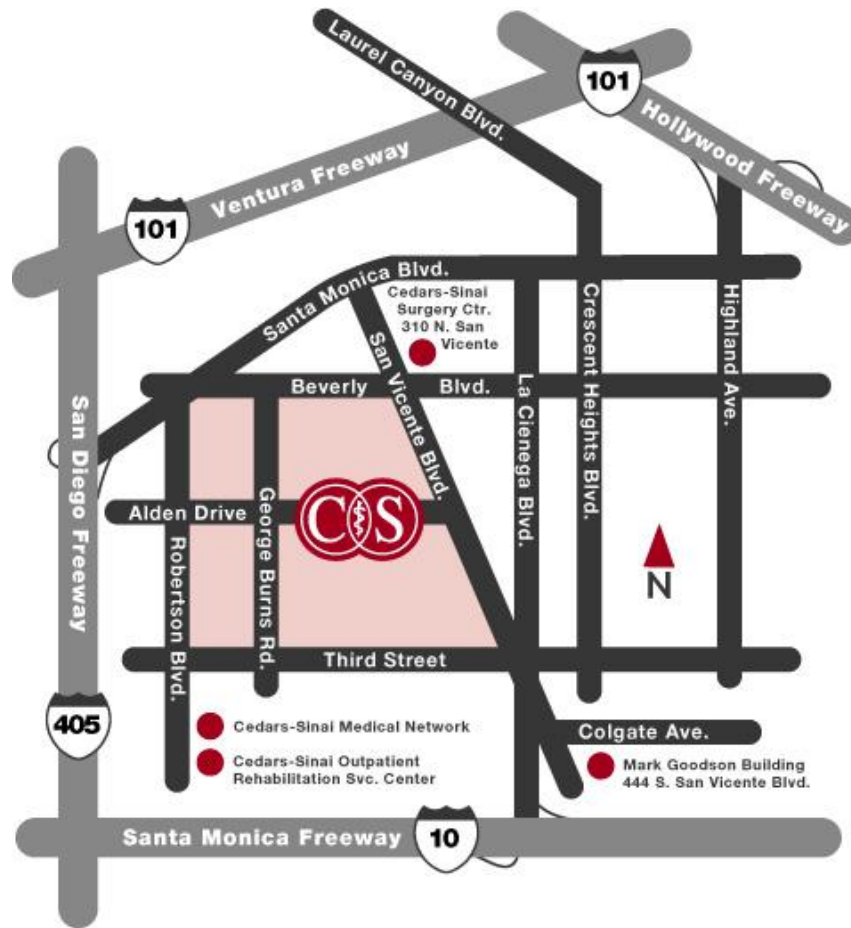 Laurel Canyon Blvd.
101
Hollywood Freeway
Ventura Freeway
101
Santa Monica Blvd.
Cedars-Sinai
Surgery Ctr.
310 N. San
Vicente
San Vicente Blvd.
La Cienega Blvd.
Crescent Heights Blvd.
Highland Ave.
Beverly Blvd.
San Diego Freeway
Alden Drive
CS
George Burns Rd.
Robertson Blvd.
N
Third Street
405
Cedars-Sinai Medical Network
Cedars-Sinai Outpatient
Rehabilitation Svc. Center
Colgate Ave.
Mark Goodson Building
444 S. San Vicente Blvd.
Santa Monica Freeway
10